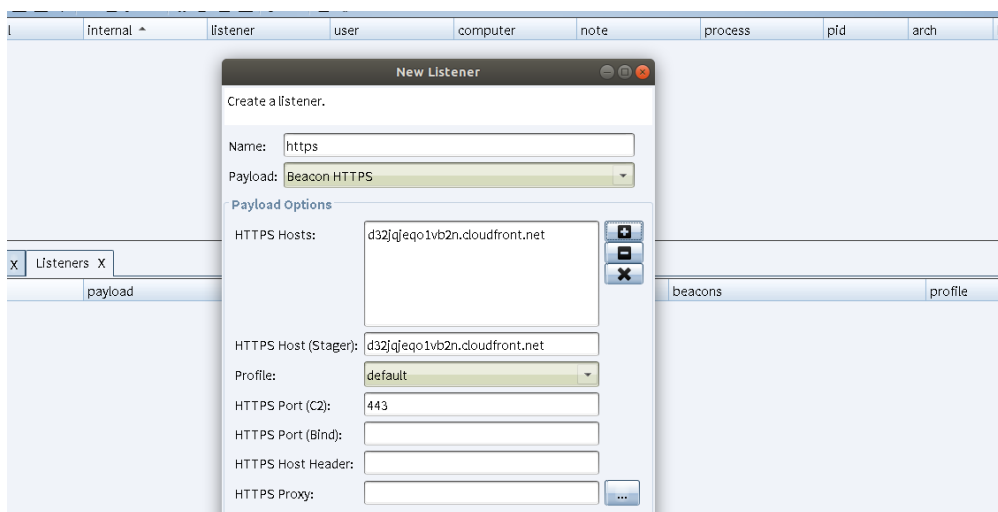 internal listener user computer note process pid arch
New Listener
Create a listener.
Name: https
Payload: Beacon HTTPS
Payload Options
HTTPS Hosts: d32jqjeqo1vb2n.cloudfront.net
X Listeners X
payload beacons profile
HTTPS Host (Stager): d32jqjeqo1vb2n.cloudfront.net
Profile: default
HTTPS Port (C2): 443
HTTPS Port (Bind):
HTTPS Host Header:
HTTPS Proxy: ...